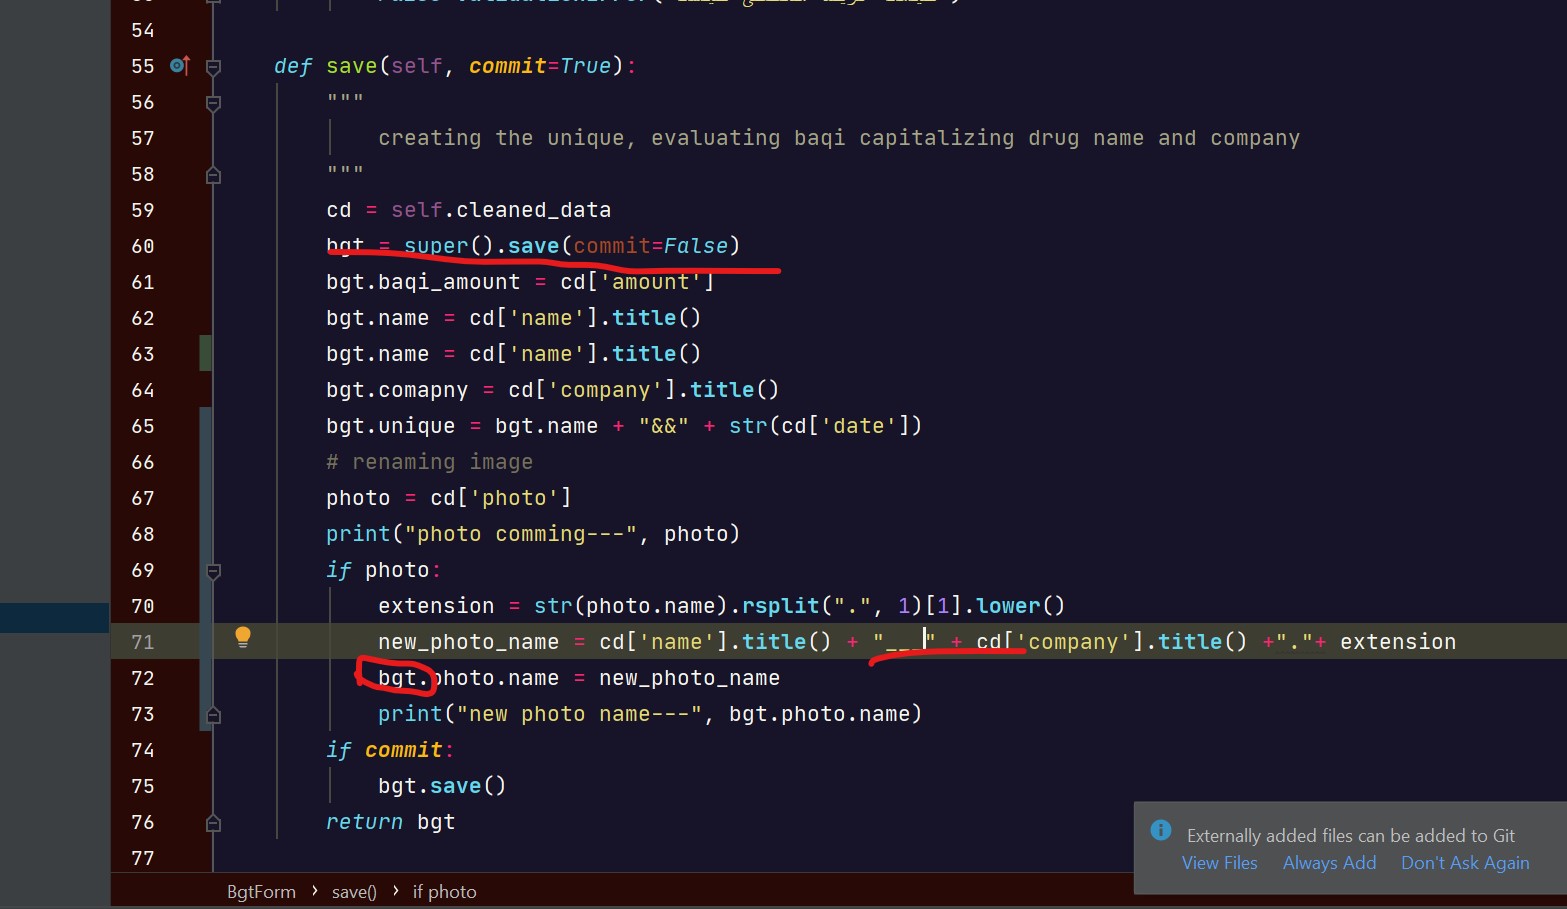 54
55 def save(self, commit=True):
56 """
57 creating the unique, evaluating baqi capitalizing drug name and company
58 """
59 cd = self.cleaned_data
60 bgt = super().save(commit=False)
61 bgt.baqi_amount = cd['amount']
62 bgt.name = cd['name'].title()
63 bgt.name = cd['name'].title()
64 bgt.comapny = cd['company'].title()
65 bgt.unique = bgt.name + "&&" + str(cd['date'])
66 # renaming image
67 photo = cd['photo']
68 print("photo comming---", photo)
69 if photo:
70 extension = str(photo.name).rsplit(".", 1)[1].lower()
71 new_photo_name = cd['name'].title() + "___" + cd['company'].title() +"."+ extension
72 bgt.photo.name = new_photo_name
73 print("new photo name---", bgt.photo.name)
74 if commit:
75 bgt.save()
76 return bgt
77
Externally added files can be added to Git
View Files Always Add Don't Ask Again
BgtForm › save() › if photo